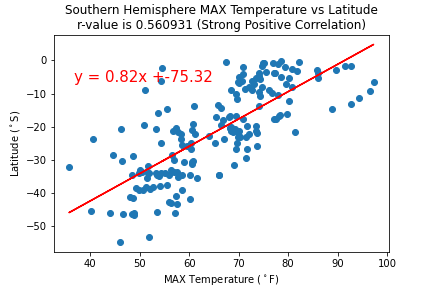 Southern Hemisphere MAX Temperature vs Latitude
r-value is 0.560931 (Strong Positive Correlation)
y = 0.82x +-75.32
0
−10
−20
−30
−40
−50
Latitude (°S)
40
50
60
70
80
90
100
MAX Temperature (°F)